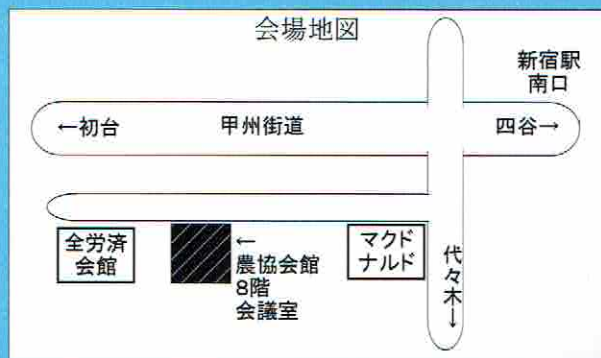 会場地図
新宿駅
南口
←初台
甲州街道
四谷→
全労済
会館
←
農協会館
8階
会議室
マクド
ナルド
代々木→